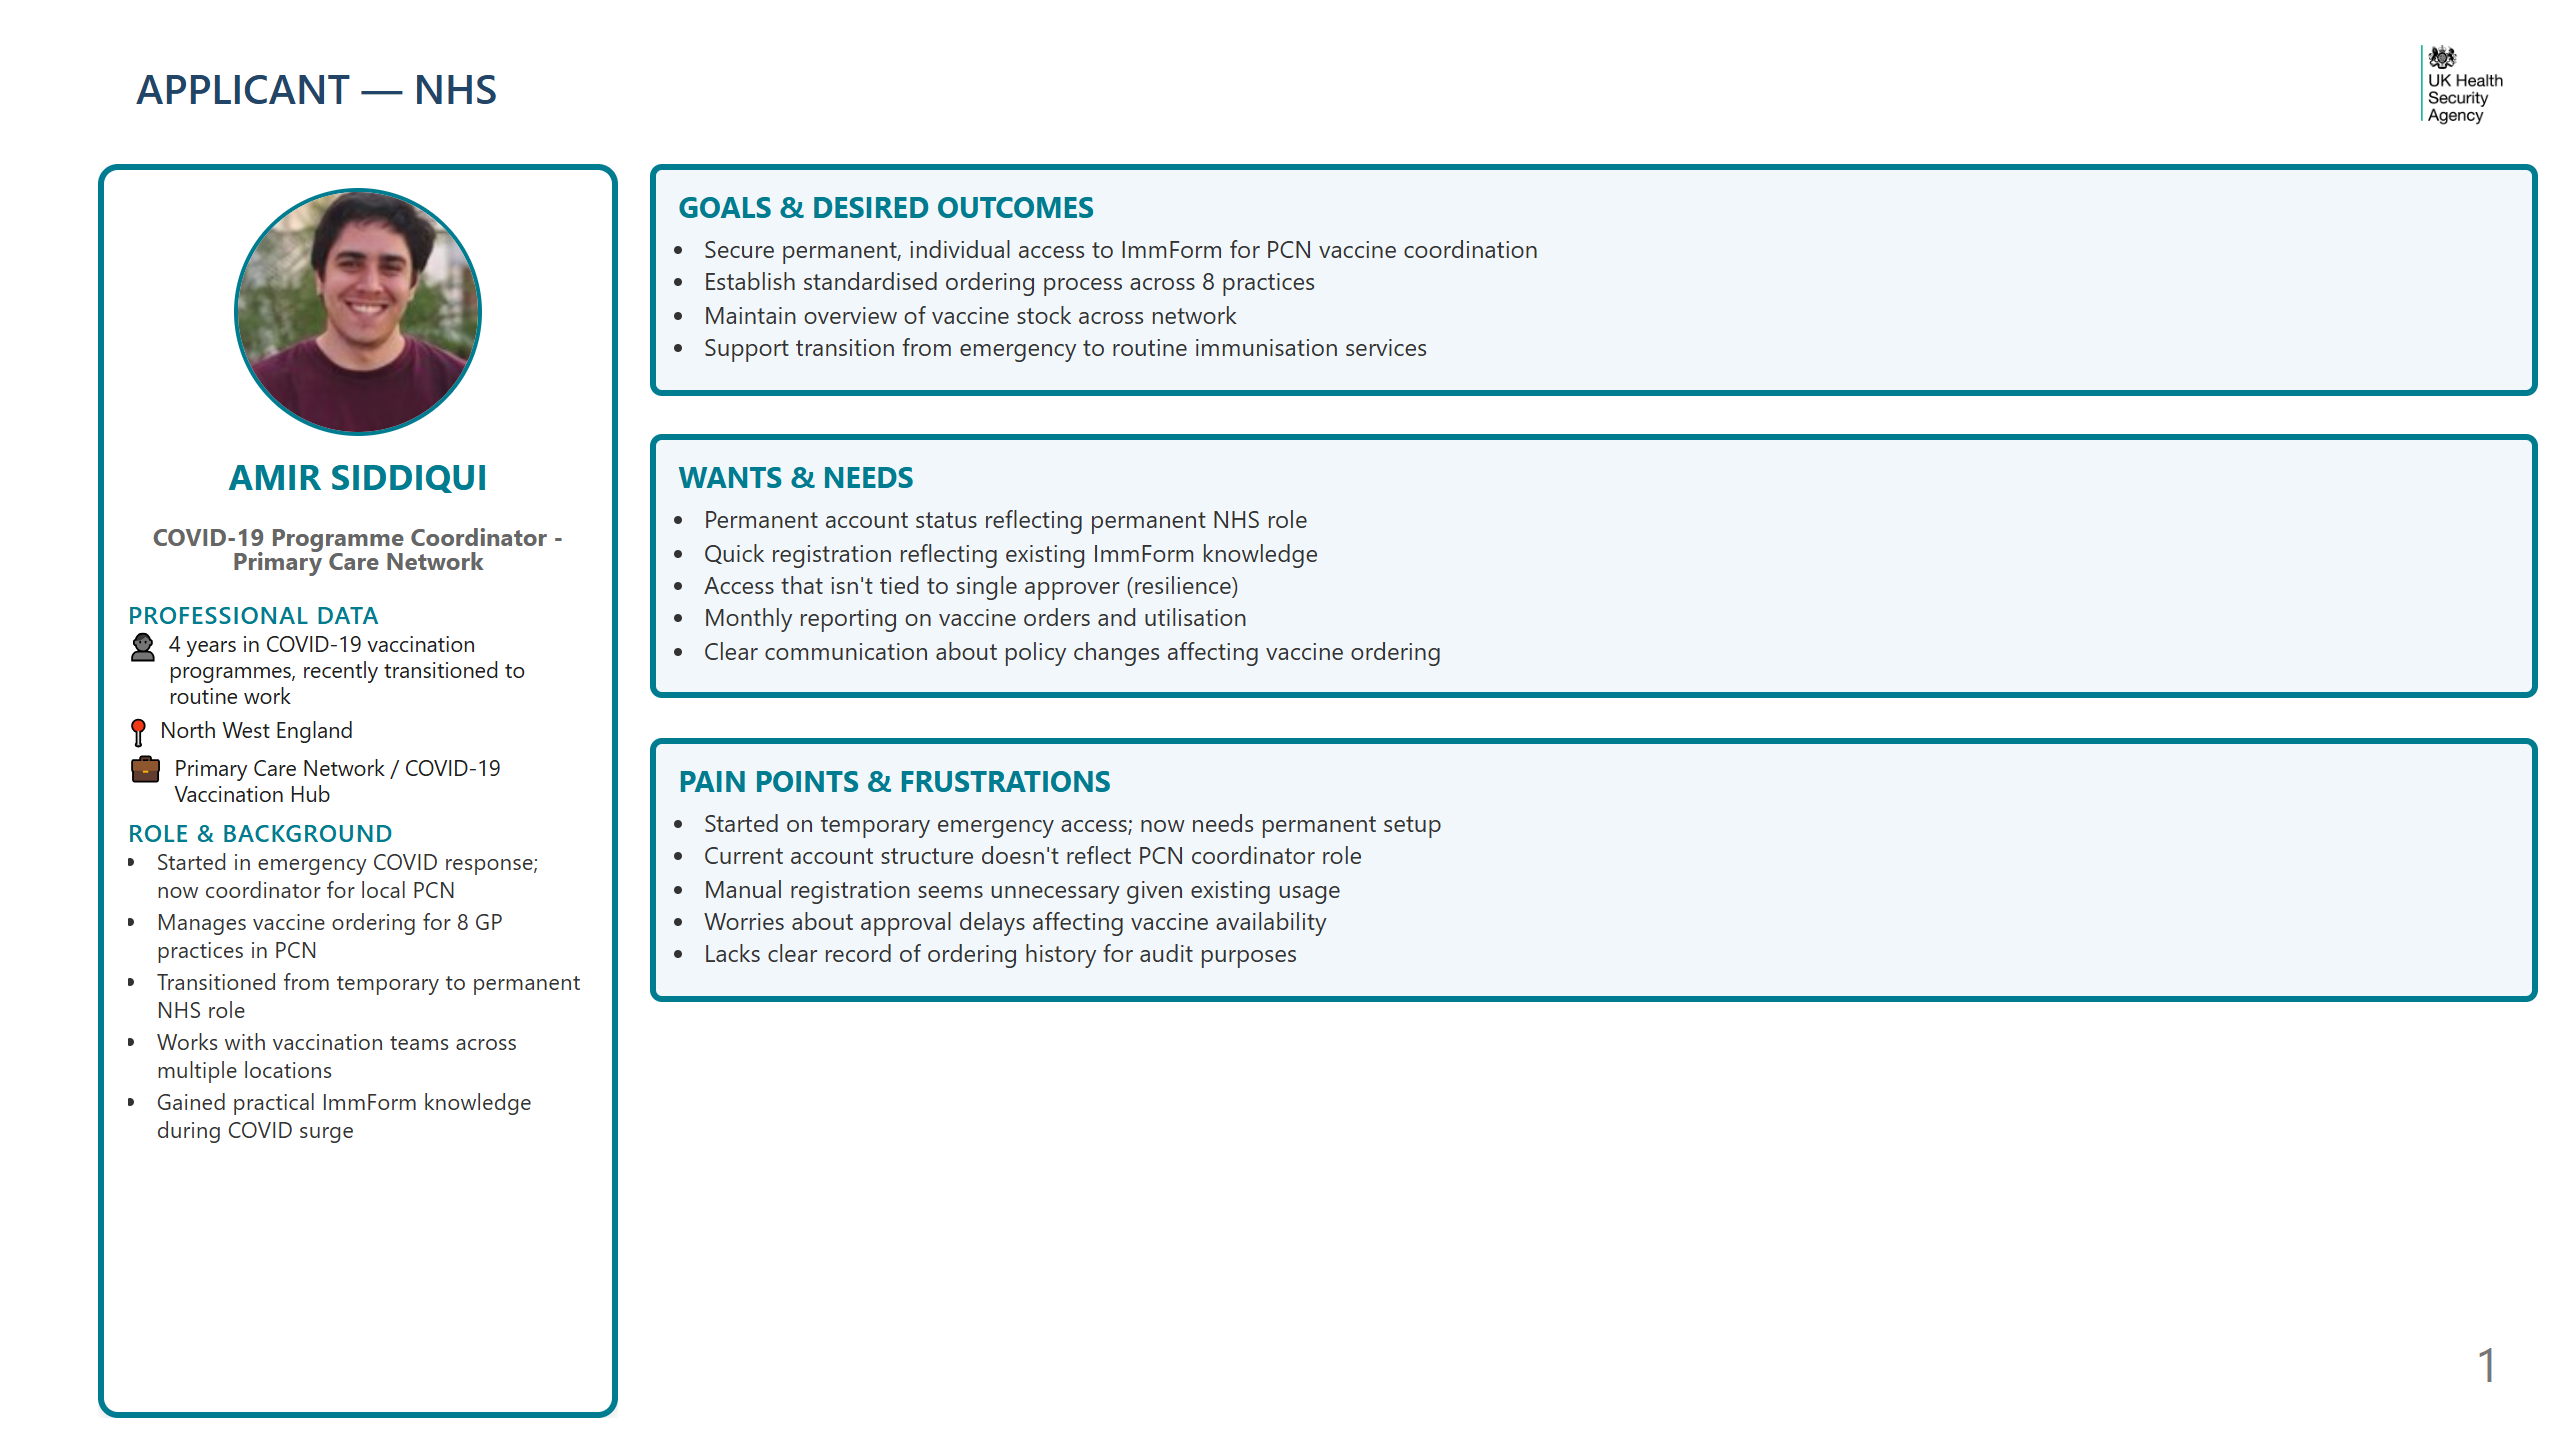 APPLICANT — NHS
UK Health
Security
Agency
AMIR SIDDIQUI
COVID-19 Programme Coordinator -
Primary Care Network
PROFESSIONAL DATA
4 years in COVID-19 vaccination
programmes, recently transitioned to
routine work
North West England
Primary Care Network / COVID-19
Vaccination Hub
ROLE & BACKGROUND
• Started in emergency COVID response;
now coordinator for local PCN
• Manages vaccine ordering for 8 GP
practices in PCN
• Transitioned from temporary to permanent
NHS role
• Works with vaccination teams across
multiple locations
• Gained practical ImmForm knowledge
during COVID surge
GOALS & DESIRED OUTCOMES
• Secure permanent, individual access to ImmForm for PCN vaccine coordination
• Establish standardised ordering process across 8 practices
• Maintain overview of vaccine stock across network
• Support transition from emergency to routine immunisation services
WANTS & NEEDS
• Permanent account status reflecting permanent NHS role
• Quick registration reflecting existing ImmForm knowledge
• Access that isn't tied to single approver (resilience)
• Monthly reporting on vaccine orders and utilisation
• Clear communication about policy changes affecting vaccine ordering
PAIN POINTS & FRUSTRATIONS
• Started on temporary emergency access; now needs permanent setup
• Current account structure doesn't reflect PCN coordinator role
• Manual registration seems unnecessary given existing usage
• Worries about approval delays affecting vaccine availability
• Lacks clear record of ordering history for audit purposes
1